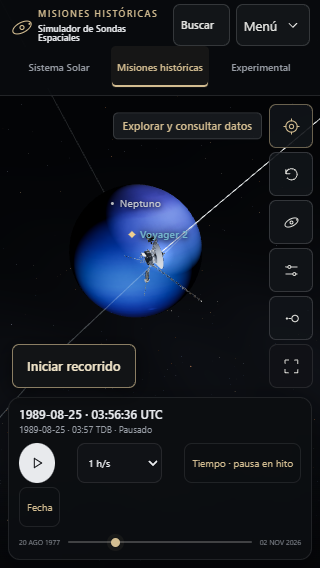 MISIONES HISTÓRICAS
Simulador de Sondas
Espaciales
Buscar
Menú
Sistema Solar
Misiones históricas
Experimental
Explorar y consultar datos
Neptuno
Voyager 2
Iniciar recorrido
1989-08-25 · 03:56:36 UTC
1989-08-25 · 03:57 TDB · Pausado
1 h/s
Tiempo · pausa en hito
Fecha
20 AGO 1977
02 NOV 2026